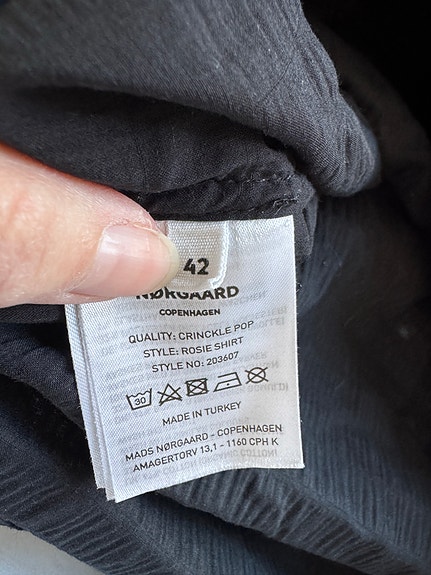 42
NØRGAARD
COPENHAGEN
QUALITY: CRINCKLE POP
STYLE: ROSIE SHIRT
STYLE NO: 203607
30
MADE IN TURKEY
MADS NØRGAARD - COPENHAGEN
AMAGERTORV 13,1 - 1160 CPH K